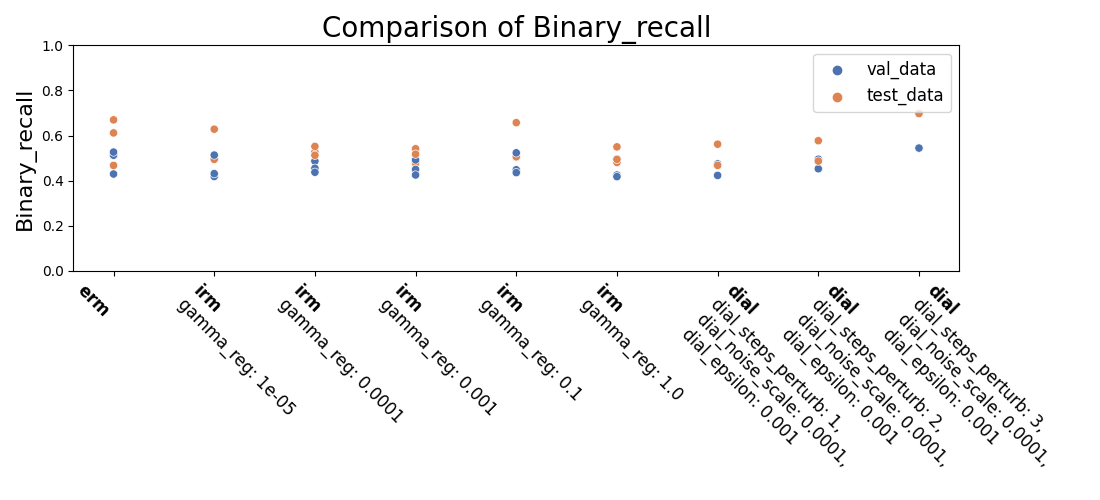 Comparison of Binary_recall
Binary_recall
1.0
0.8
0.6
0.4
0.2
0.0
val_data
test_data
erm
irm
gamma_reg: 1e-05
irm
gamma_reg: 0.0001
irm
gamma_reg: 0.001
irm
gamma_reg: 0.1
irm
gamma_reg: 1.0
dial
dial_steps_perturb: 1,
dial_noise_scale: 0.0001,
dial_epsilon: 0.001
dial
dial_steps_perturb: 2,
dial_noise_scale: 0.0001,
dial_epsilon: 0.001
dial
dial_steps_perturb: 3,
dial_noise_scale: 0.0001,
dial_epsilon: 0.001